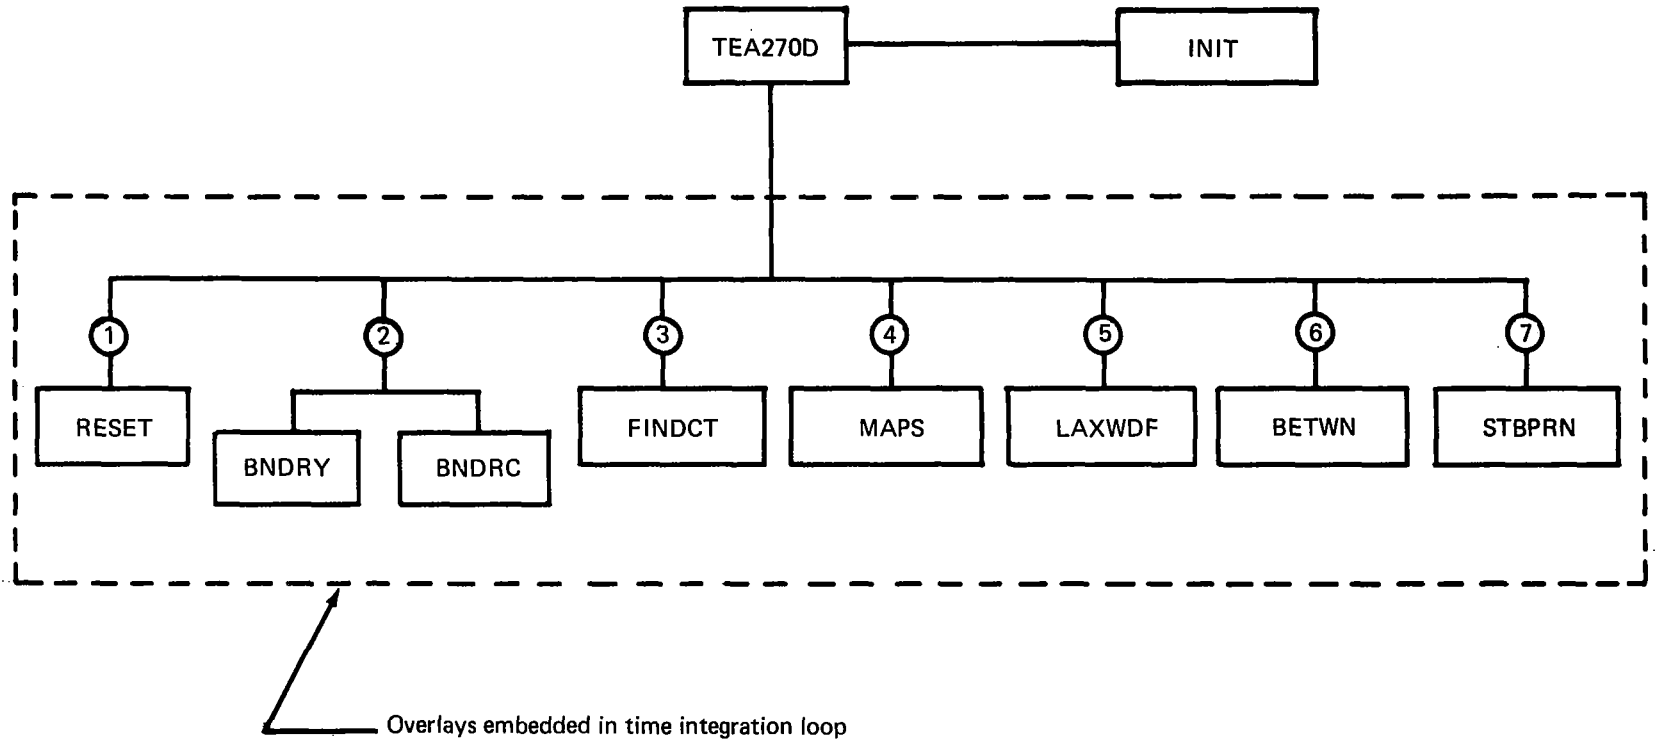 TEA270D
INIT
1
2
3
4
5
6
7
RESET
BNDRY
BNDRC
FINDCT
MAPS
LAXWDF
BETWN
STBPRN
Overlays embedded in time integration loop